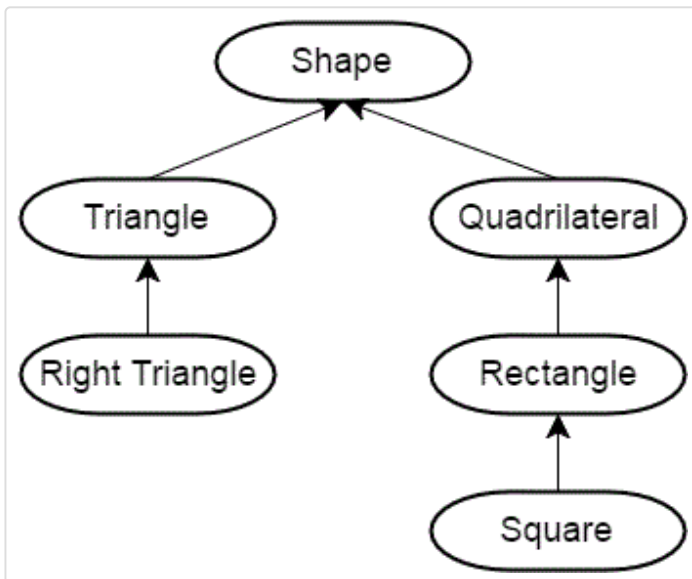 Shape
Triangle
Quadrilateral
Right Triangle
Rectangle
Square